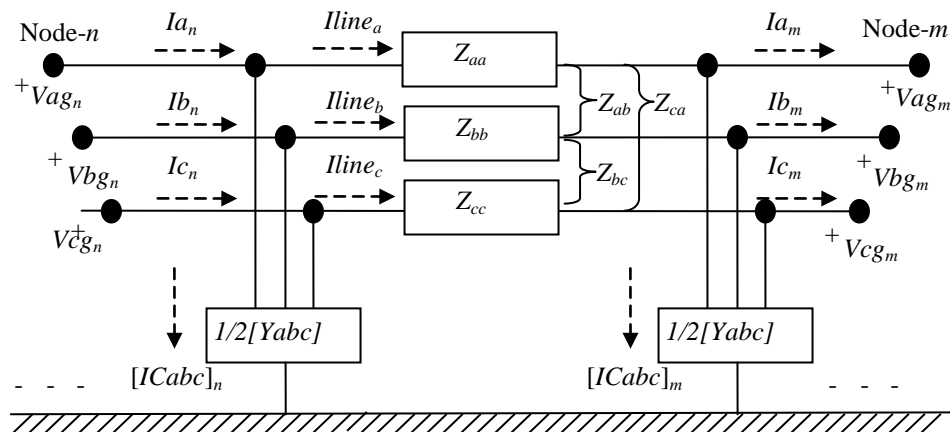 Node-n Ia_n Iline_a Z_aa Ia_m Node-m
+ Vag_n Z_ab Z_ca + Vag_m
Ib_n Iline_b Z_bb Ib_m
+ Vbg_n Z_bc + Vbg_m
Ic_n Iline_c Z_cc Ic_m
+ Vcg_n + Vcg_m
1/2[Yabc] 1/2[Yabc]
[ICabc]_n [ICabc]_m
- - - - - -